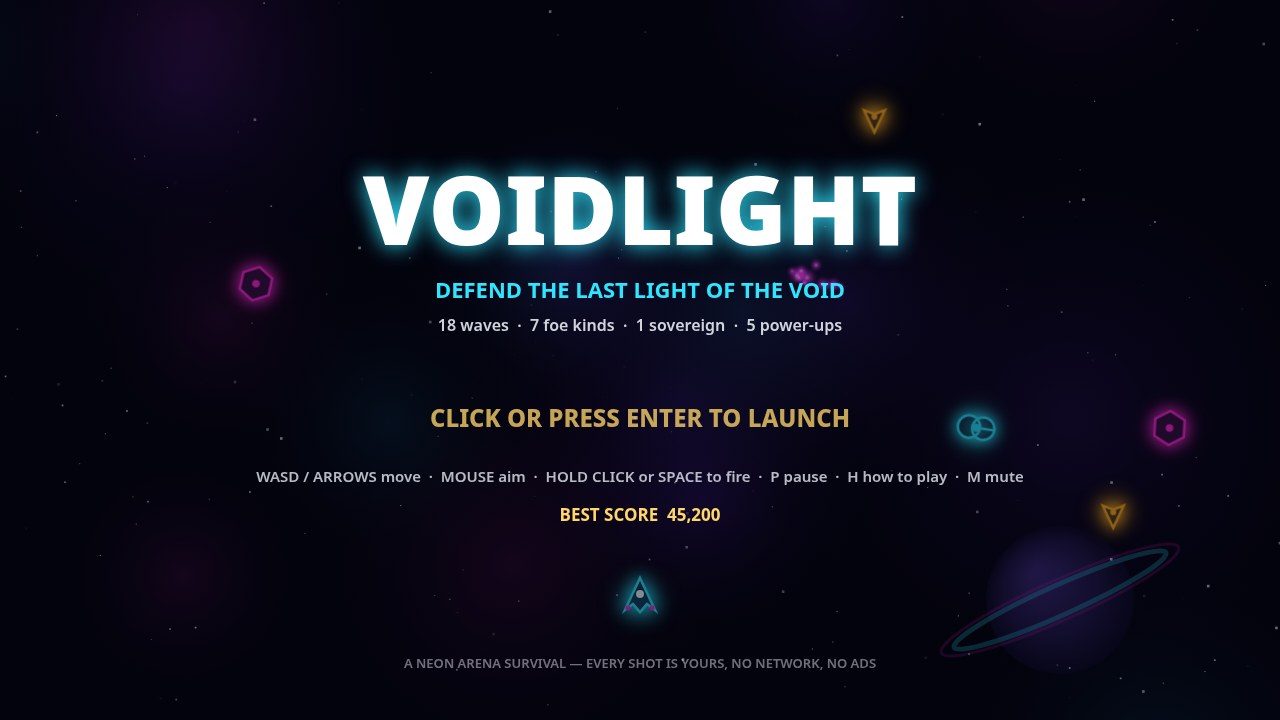 VOIDLIGHT
DEFEND THE LAST LIGHT OF THE VOID
18 waves · 7 foe kinds · 1 sovereign · 5 power-ups
CLICK OR PRESS ENTER TO LAUNCH
WASD / ARROWS move · MOUSE aim · HOLD CLICK or SPACE to fire · P pause · H how to play · M mute
BEST SCORE 45,200
A NEON ARENA SURVIVAL — EVERY SHOT IS YOURS, NO NETWORK, NO ADS